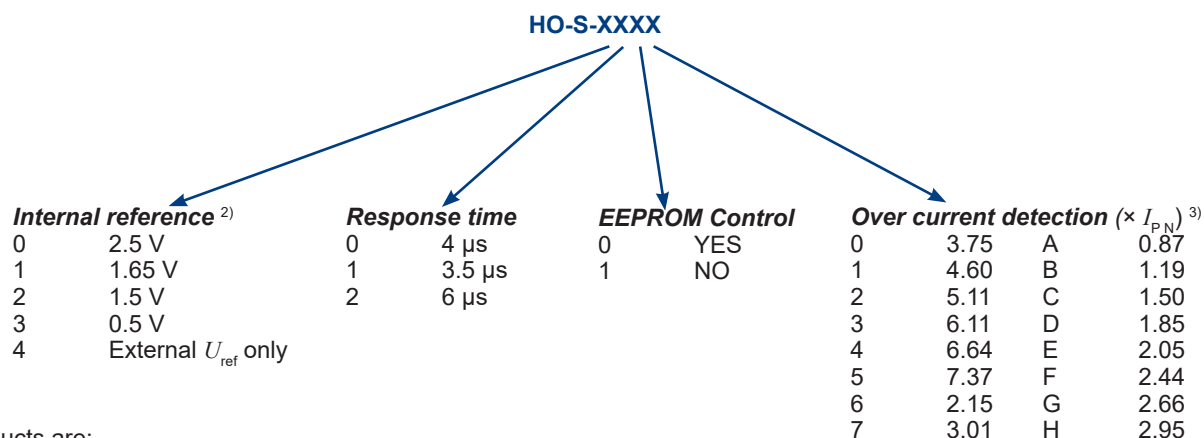 HO-S-XXXX
Internal reference 2) Response time EEPROM Control Over current detection (× I P N) 3)
0 2.5 V 0 4 µs 0 YES 0 3.75 A 0.87
1 1.65 V 1 3.5 µs 1 NO 1 4.60 B 1.19
2 1.5 V 2 6 µs 2 5.11 C 1.50
3 0.5 V 3 6.11 D 1.85
4 External U ref only 4 6.64 E 2.05
5 7.37 F 2.44
6 2.15 G 2.66
7 3.01 H 2.95
ucts are: